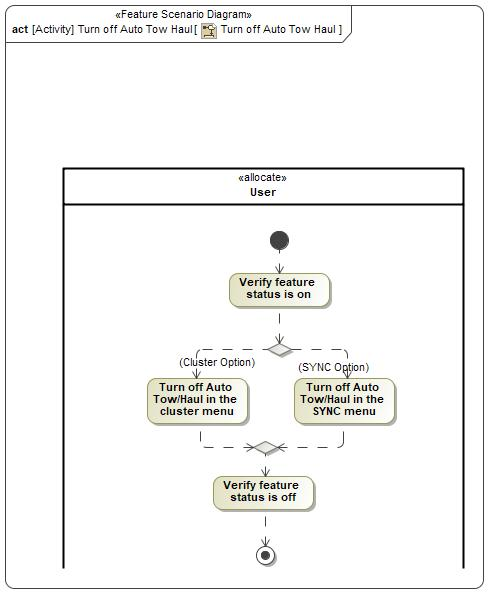 «Feature Scenario Diagram»
act [Activity] Turn off Auto Tow Haul[ Turn off Auto Tow Haul ]
«allocate»
User
Verify feature
status is on
(Cluster Option)
(SYNC Option)
Turn off Auto
Tow/Haul in the
cluster menu
Turn off Auto
Tow/Haul in the
SYNC menu
Verify feature
status is off